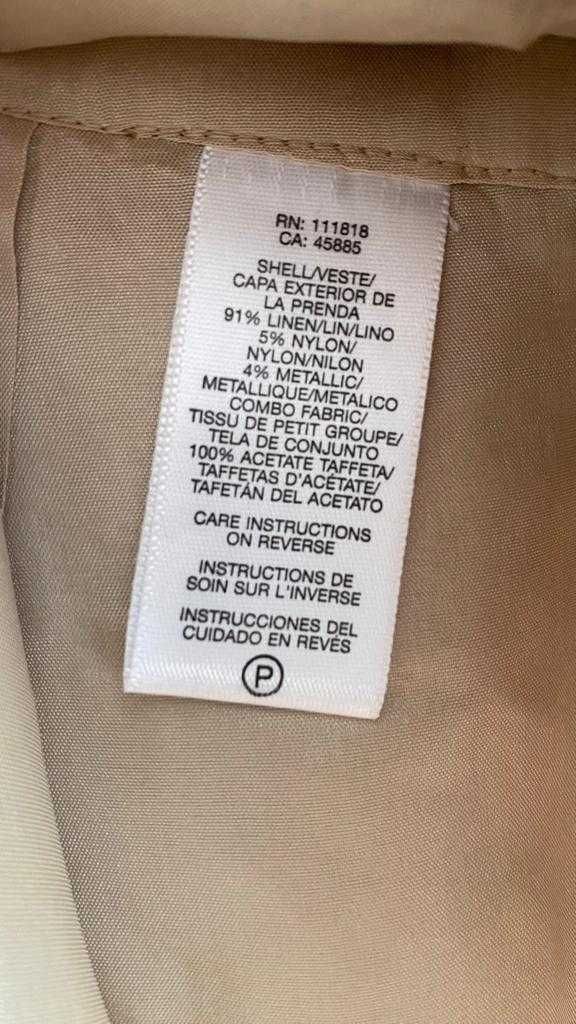 RN: 111818
CA: 45885
SHELL/VESTE/
CAPA EXTERIOR DE
LA PRENDA
91% LINEN/LIN/LINO
5% NYLON/
NYLON/NILON
4% METALLIC/
METALLIQUE/METALICO
COMBO FABRIC/
TISSU DE PETIT GROUPE/
TELA DE CONJUNTO
100% ACETATE TAFFETA/
TAFFETAS D'ACÉTATE/
TAFETÁN DEL ACETATO
CARE INSTRUCTIONS
ON REVERSE
INSTRUCTIONS DE
SOIN SUR L'INVERSE
INSTRUCCIONES DEL
CUIDADO EN REVÉS
P